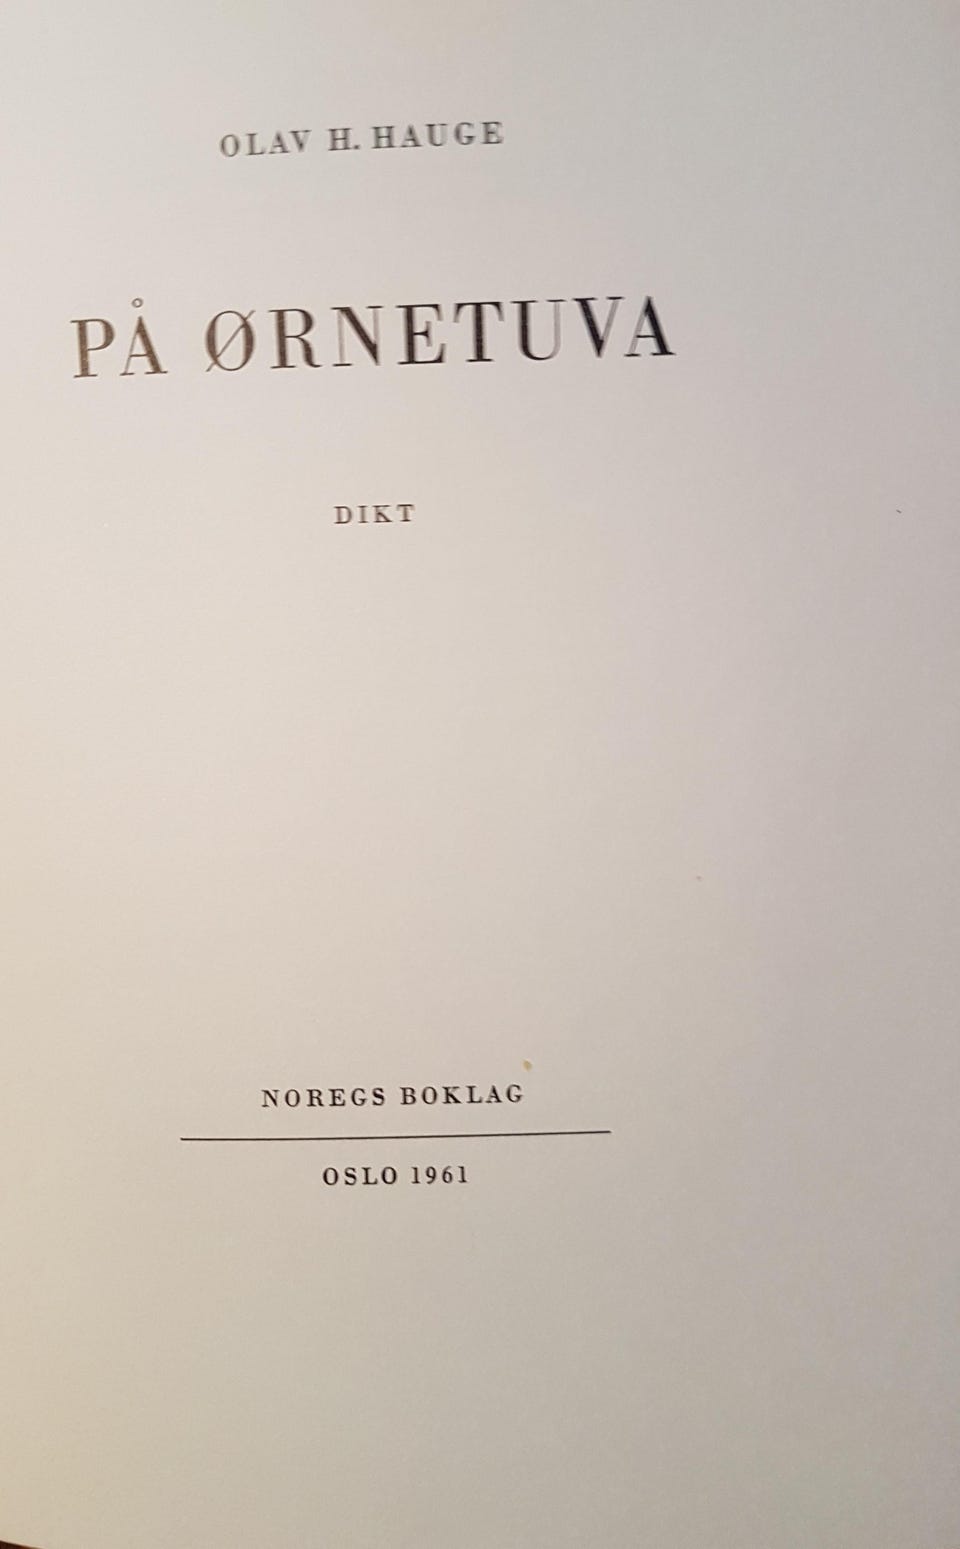 OLAV H. HAUGE
PÅ ØRNETUVA
DIKT
NOREGS BOKLAG
OSLO 1961